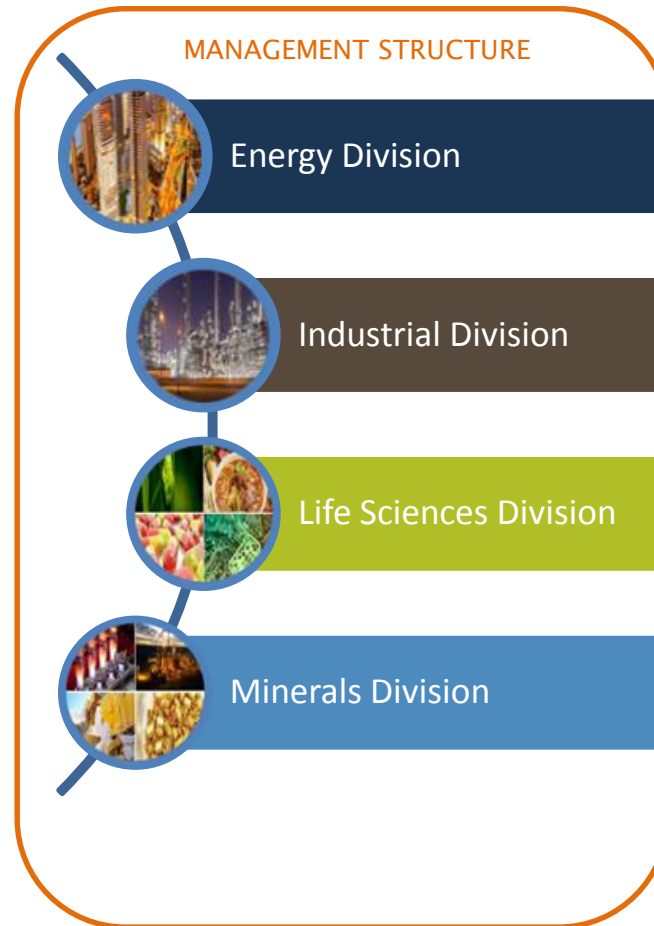 MANAGEMENT STRUCTURE
Energy Division
Industrial Division
Life Sciences Division
Minerals Division